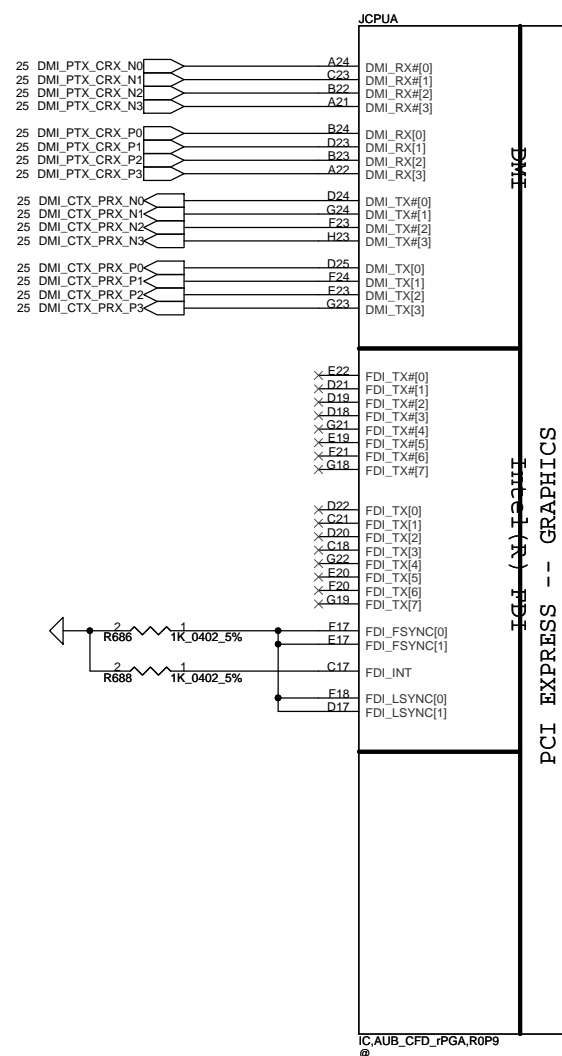 JCPUA
25 DMI_PTX_CRX_N0 A24 DMI_RX#[0]
25 DMI_PTX_CRX_N1 C23 DMI_RX#[1]
25 DMI_PTX_CRX_N2 B22 DMI_RX#[2]
25 DMI_PTX_CRX_N3 A21 DMI_RX#[3]
25 DMI_PTX_CRX_P0 B24 DMI_RX[0]
25 DMI_PTX_CRX_P1 D23 DMI_RX[1]
25 DMI_PTX_CRX_P2 B23 DMI_RX[2]
25 DMI_PTX_CRX_P3 A22 DMI_RX[3]
DMI
25 DMI_CTX_PRX_N0 D24 DMI_TX#[0]
25 DMI_CTX_PRX_N1 G24 DMI_TX#[1]
25 DMI_CTX_PRX_N2 F23 DMI_TX#[2]
25 DMI_CTX_PRX_N3 H23 DMI_TX#[3]
25 DMI_CTX_PRX_P0 D25 DMI_TX[0]
25 DMI_CTX_PRX_P1 F24 DMI_TX[1]
25 DMI_CTX_PRX_P2 E23 DMI_TX[2]
25 DMI_CTX_PRX_P3 G23 DMI_TX[3]
E22 FDI_TX#[0]
D21 FDI_TX#[1]
D19 FDI_TX#[2]
D18 FDI_TX#[3]
G21 FDI_TX#[4]
E19 FDI_TX#[5]
F21 FDI_TX#[6]
G18 FDI_TX#[7]
D22 FDI_TX[0]
C21 FDI_TX[1]
D20 FDI_TX[2]
C18 FDI_TX[3]
G22 FDI_TX[4]
E20 FDI_TX[5]
F20 FDI_TX[6]
G19 FDI_TX[7]
Intel(R) FDI
PCI EXPRESS -- GRAPHICS
2 1 F17 FDI_FSYNC[0]
R686 1K_0402_5% E17 FDI_FSYNC[1]
2 1 C17 FDI_INT
R688 1K_0402_5%
F18 FDI_LSYNC[0]
D17 FDI_LSYNC[1]
IC,AUB_CFD_rPGA,R0P9
@